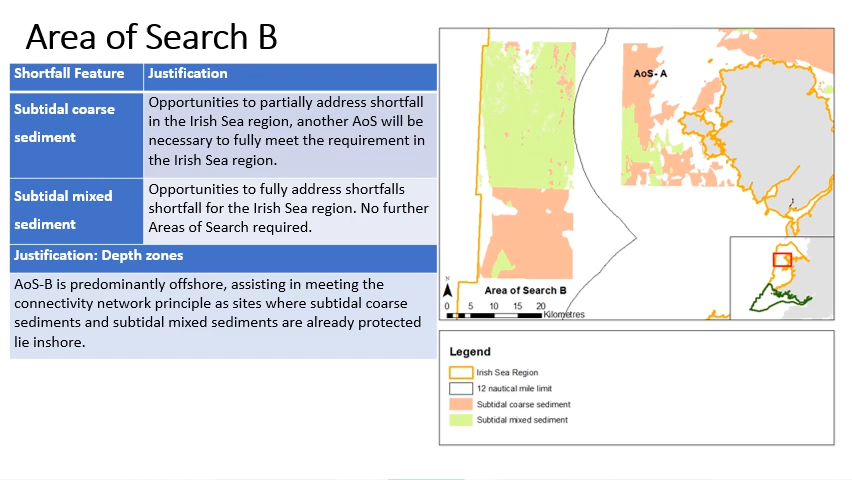 Area of Search B
Shortfall Feature Justification
Subtidal coarse
sediment
Opportunities to partially address shortfall
in the Irish Sea region, another AoS will be
necessary to fully meet the requirement in
the Irish Sea region.
Subtidal mixed
sediment
Opportunities to fully address shortfalls
shortfall for the Irish Sea region. No further
Areas of Search required.
Justification: Depth zones
AoS-B is predominantly offshore, assisting in meeting the
connectivity network principle as sites where subtidal coarse
sediments and subtidal mixed sediments are already protected
lie inshore.
AoS- A
N
Area of Search B
0 5 10 15 20
Kilometres
Legend
Irish Sea Region
12 nautical mile limit
Subtidal coarse sediment
Subtidal mixed sediment